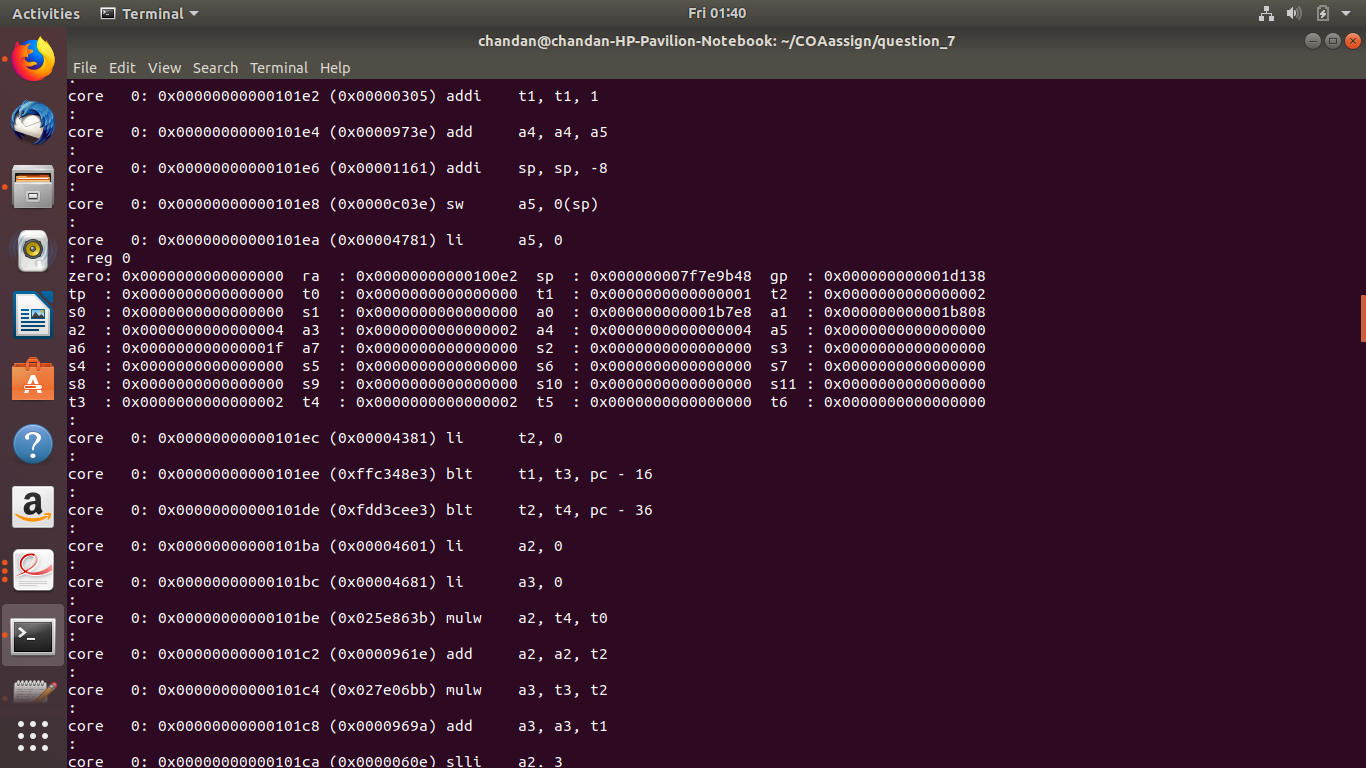 Activities Terminal Fri 01:40
chandan@chandan-HP-Pavilion-Notebook: ~/COAassign/question_7
File Edit View Search Terminal Help
:
core   0: 0x00000000000101e2 (0x00000305) addi    t1, t1, 1
:
core   0: 0x00000000000101e4 (0x0000973e) add     a4, a4, a5
:
core   0: 0x00000000000101e6 (0x00001161) addi    sp, sp, -8
:
core   0: 0x00000000000101e8 (0x0000c03e) sw      a5, 0(sp)
:
core   0: 0x00000000000101ea (0x00004781) li      a5, 0
: reg 0
zero: 0x0000000000000000  ra  : 0x00000000000100e2  sp  : 0x000000007f7e9b48  gp  : 0x000000000001d138
tp  : 0x0000000000000000  t0  : 0x0000000000000000  t1  : 0x0000000000000001  t2  : 0x0000000000000002
s0  : 0x0000000000000000  s1  : 0x0000000000000000  a0  : 0x000000000001b7e8  a1  : 0x000000000001b808
a2  : 0x0000000000000004  a3  : 0x0000000000000002  a4  : 0x0000000000000004  a5  : 0x0000000000000000
a6  : 0x000000000000001f  a7  : 0x0000000000000000  s2  : 0x0000000000000000  s3  : 0x0000000000000000
s4  : 0x0000000000000000  s5  : 0x0000000000000000  s6  : 0x0000000000000000  s7  : 0x0000000000000000
s8  : 0x0000000000000000  s9  : 0x0000000000000000  s10 : 0x0000000000000000  s11 : 0x0000000000000000
t3  : 0x0000000000000002  t4  : 0x0000000000000002  t5  : 0x0000000000000000  t6  : 0x0000000000000000
:
core   0: 0x00000000000101ec (0x00004381) li      t2, 0
:
core   0: 0x00000000000101ee (0xffc348e3) blt     t1, t3, pc - 16
:
core   0: 0x00000000000101de (0xfdd3cee3) blt     t2, t4, pc - 36
:
core   0: 0x00000000000101ba (0x00004601) li      a2, 0
:
core   0: 0x00000000000101bc (0x00004681) li      a3, 0
:
core   0: 0x00000000000101be (0x025e863b) mulw    a2, t4, t0
:
core   0: 0x00000000000101c2 (0x0000961e) add     a2, a2, t2
:
core   0: 0x00000000000101c4 (0x027e06bb) mulw    a3, t3, t2
:
core   0: 0x00000000000101c8 (0x0000969a) add     a3, a3, t1
:
core   0: 0x00000000000101ca (0x0000060e) slli    a2, 3